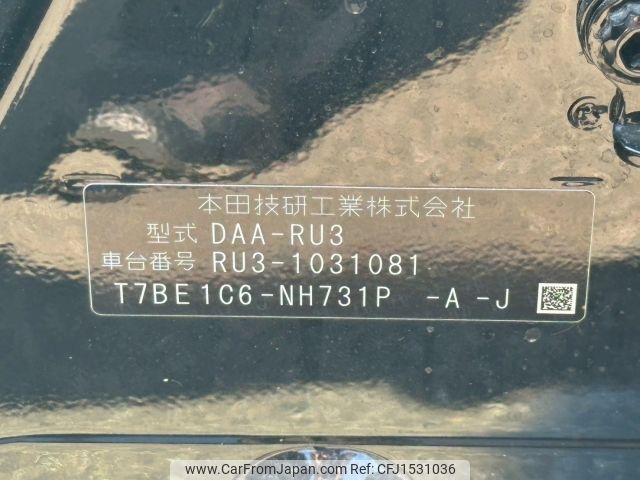 本田技研工業株式会社
型式 DAA-RU3
車台番号 RU3-1031081
T7BE1C6-NH731P -A -J
www.CarFromJapan.com - CFJ1531036